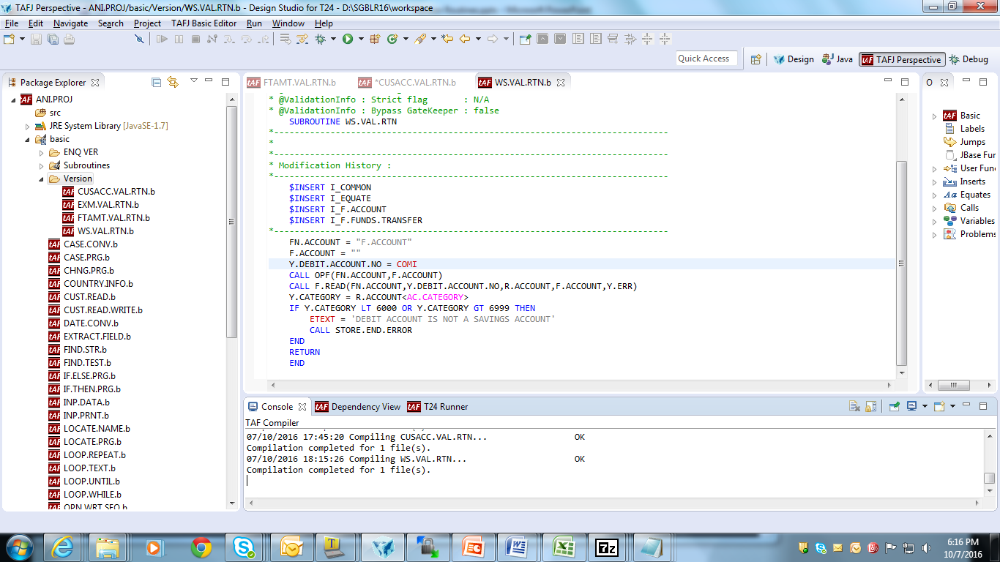 TAFJ Perspective - ANI.PROJ/basic/Version/WS.VAL.RTN.b - Design Studio for T24 - D:\SGBLR16\workspace
File Edit Navigate Search Project TAFJ Basic Editor Run Window Help
Quick Access
Design
Java
TAFJ Perspective
Debug
Package Explorer
ANI.PROJ
src
JRE System Library [JavaSE-1.7]
basic
ENQ VER
Subroutines
Version
CUSACC.VAL.RTN.b
EXM.VAL.RTN.b
FTAMT.VAL.RTN.b
WS.VAL.RTN.b
CASE.CONV.b
CASE.PRG.b
CHNG.PRG.b
COUNTRY.INFO.b
CUST.READ.b
CUST.READ.WRITE.b
DATE.CONV.b
EXTRACT.FIELD.b
FIND.STR.b
FIND.TEST.b
IF.ELSE.PRG.b
IF.THEN.PRG.b
INP.DATA.b
INP.PRNT.b
LOCATE.NAME.b
LOCATE.PRG.b
LOOP.REPEAT.b
LOOP.TEXT.b
LOOP.UNTIL.b
LOOP.WHILE.b
OPN.WRT.SEQ.b
FTAMT.VAL.RTN.b
*CUSACC.VAL.RTN.b
WS.VAL.RTN.b
* @ValidationInfo : Strict flag       : N/A
* @ValidationInfo : Bypass GateKeeper : false
SUBROUTINE WS.VAL.RTN
*-----------------------------------------------------------------------------
*
*-----------------------------------------------------------------------------
* Modification History :
*-----------------------------------------------------------------------------
$INSERT I_COMMON
$INSERT I_EQUATE
$INSERT I_F.ACCOUNT
$INSERT I_F.FUNDS.TRANSFER
*-----------------------------------------------------------------------------
FN.ACCOUNT = "F.ACCOUNT"
F.ACCOUNT = ""
Y.DEBIT.ACCOUNT.NO = COMI
CALL OPF(FN.ACCOUNT,F.ACCOUNT)
CALL F.READ(FN.ACCOUNT,Y.DEBIT.ACCOUNT.NO,R.ACCOUNT,F.ACCOUNT,Y.ERR)
Y.CATEGORY = R.ACCOUNT<AC.CATEGORY>
IF Y.CATEGORY LT 6000 OR Y.CATEGORY GT 6999 THEN
ETEXT = 'DEBIT ACCOUNT IS NOT A SAVINGS ACCOUNT'
CALL STORE.END.ERROR
END
RETURN
END
O
Basic
Labels
Jumps
JBase Fur
User Func
Inserts
Equates
Calls
Variables
Problems
Console
Dependency View
T24 Runner
TAF Compiler
07/10/2016 17:45:20 Compiling CUSACC.VAL.RTN... OK
Compilation completed for 1 file(s).
07/10/2016 18:15:26 Compiling WS.VAL.RTN... OK
Compilation completed for 1 file(s).
6:16 PM
10/7/2016